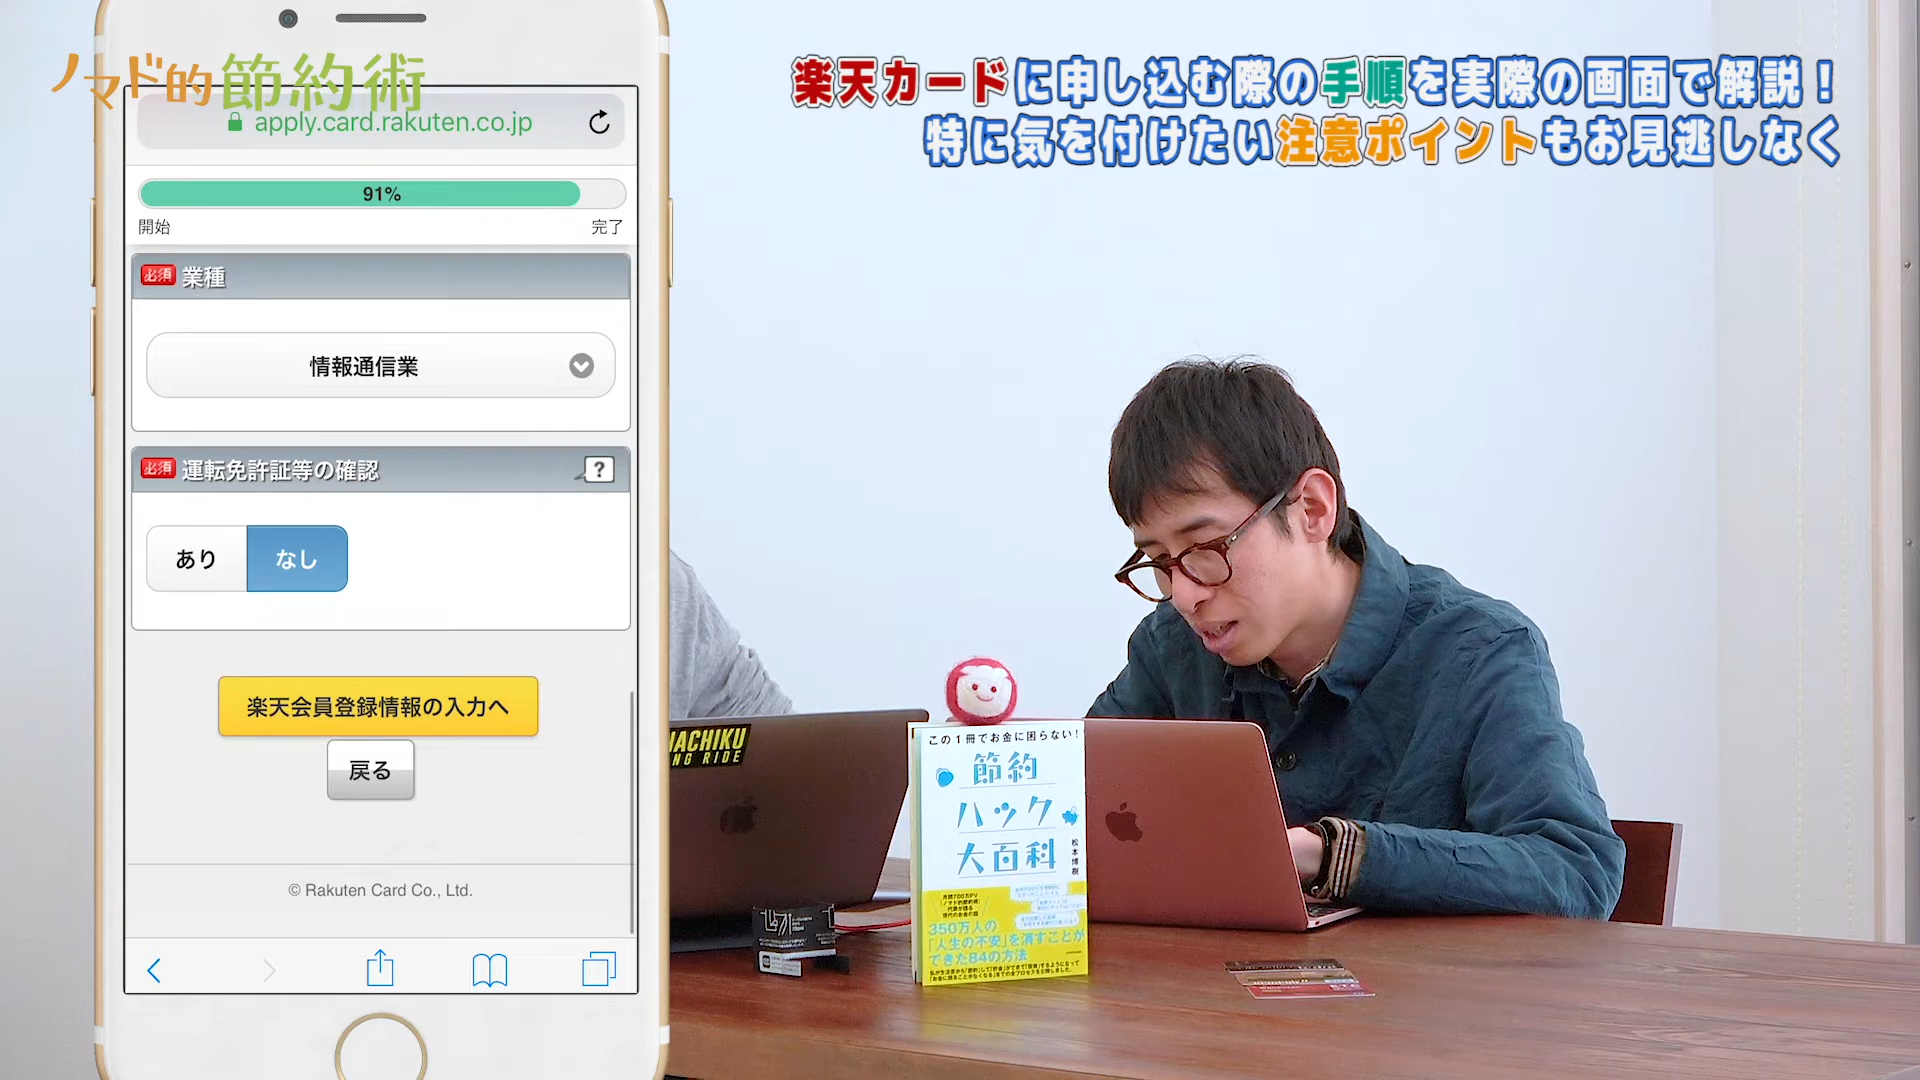 ノマド的節約術
楽天カードに申し込む際の手順を実際の画面で解説！
特に気を付けたい注意ポイントもお見逃しなく
apply.card.rakuten.co.jp
91%
開始
完了
必須 業種
情報通信業
必須 運転免許証等の確認
?
あり
なし
楽天会員登録情報の入力へ
戻る
© Rakuten Card Co., Ltd.
NG RIDE
この1冊でお金に困らない！
節約
ハック
大百科
松本博樹
350万人の
「人生の不安」を消すことが
できた84の方法